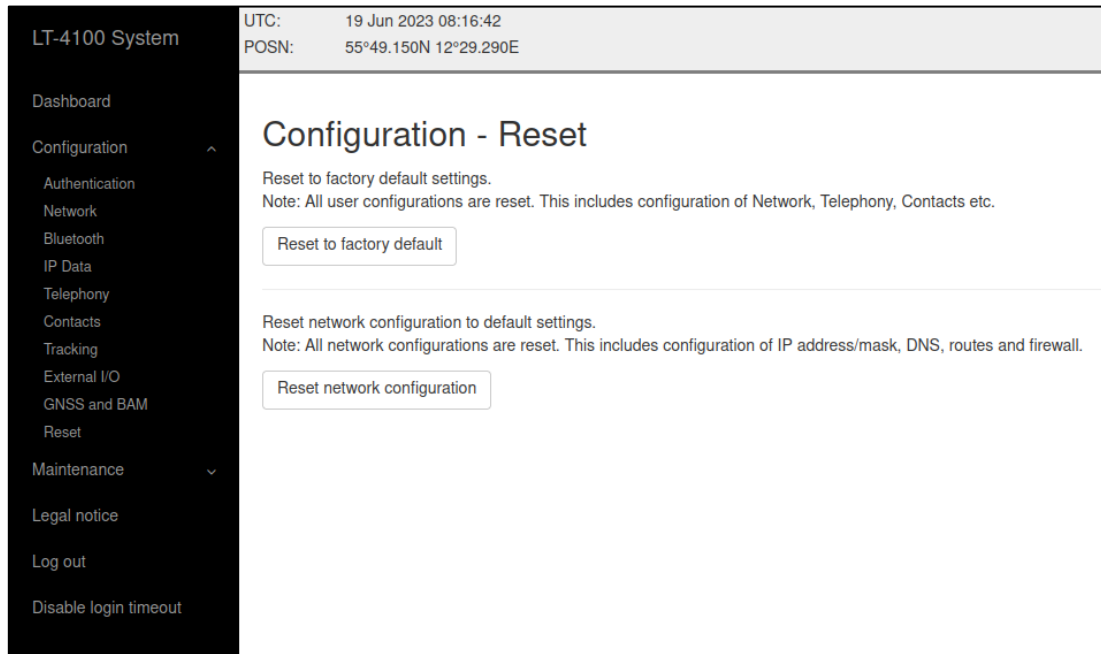 LT-4100 System
Dashboard
Configuration
Authentication
Network
Bluetooth
IP Data
Telephony
Contacts
Tracking
External I/O
GNSS and BAM
Reset
Maintenance
Legal notice
Log out
Disable login timeout
UTC: 19 Jun 2023 08:16:42
POSN: 55°49.150N 12°29.290E
Configuration - Reset
Reset to factory default settings.
Note: All user configurations are reset. This includes configuration of Network, Telephony, Contacts etc.
Reset to factory default
Reset network configuration to default settings.
Note: All network configurations are reset. This includes configuration of IP address/mask, DNS, routes and firewall.
Reset network configuration